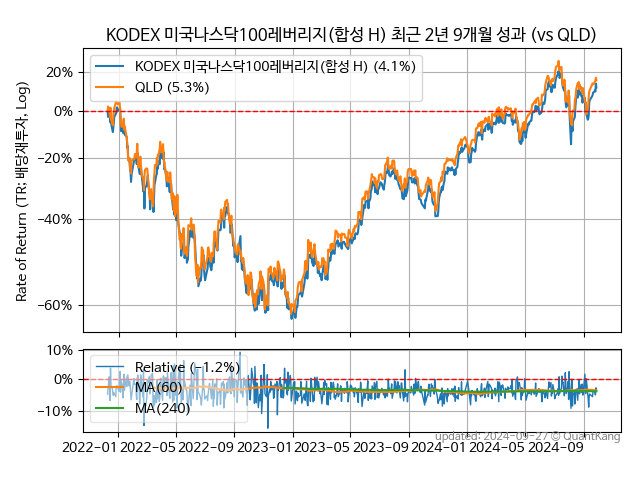 KODEX 미국나스닥100레버리지(합성 H) 최근 2년 9개월 성과 (vs QLD)
Rate of Return (TR: 배당재투자, Log)
20%
0%
−20%
−40%
−60%
KODEX 미국나스닥100레버리지(합성 H) (4.1%)
QLD (5.3%)
10%
0%
−10%
Relative (−1.2%)
MA(60)
MA(240)
2022−01 2022−05 2022−09 2023−01 2023−05 2023−09 2024−01 2024−05 2024−09
updated: 2024−09−27 © QuantKang